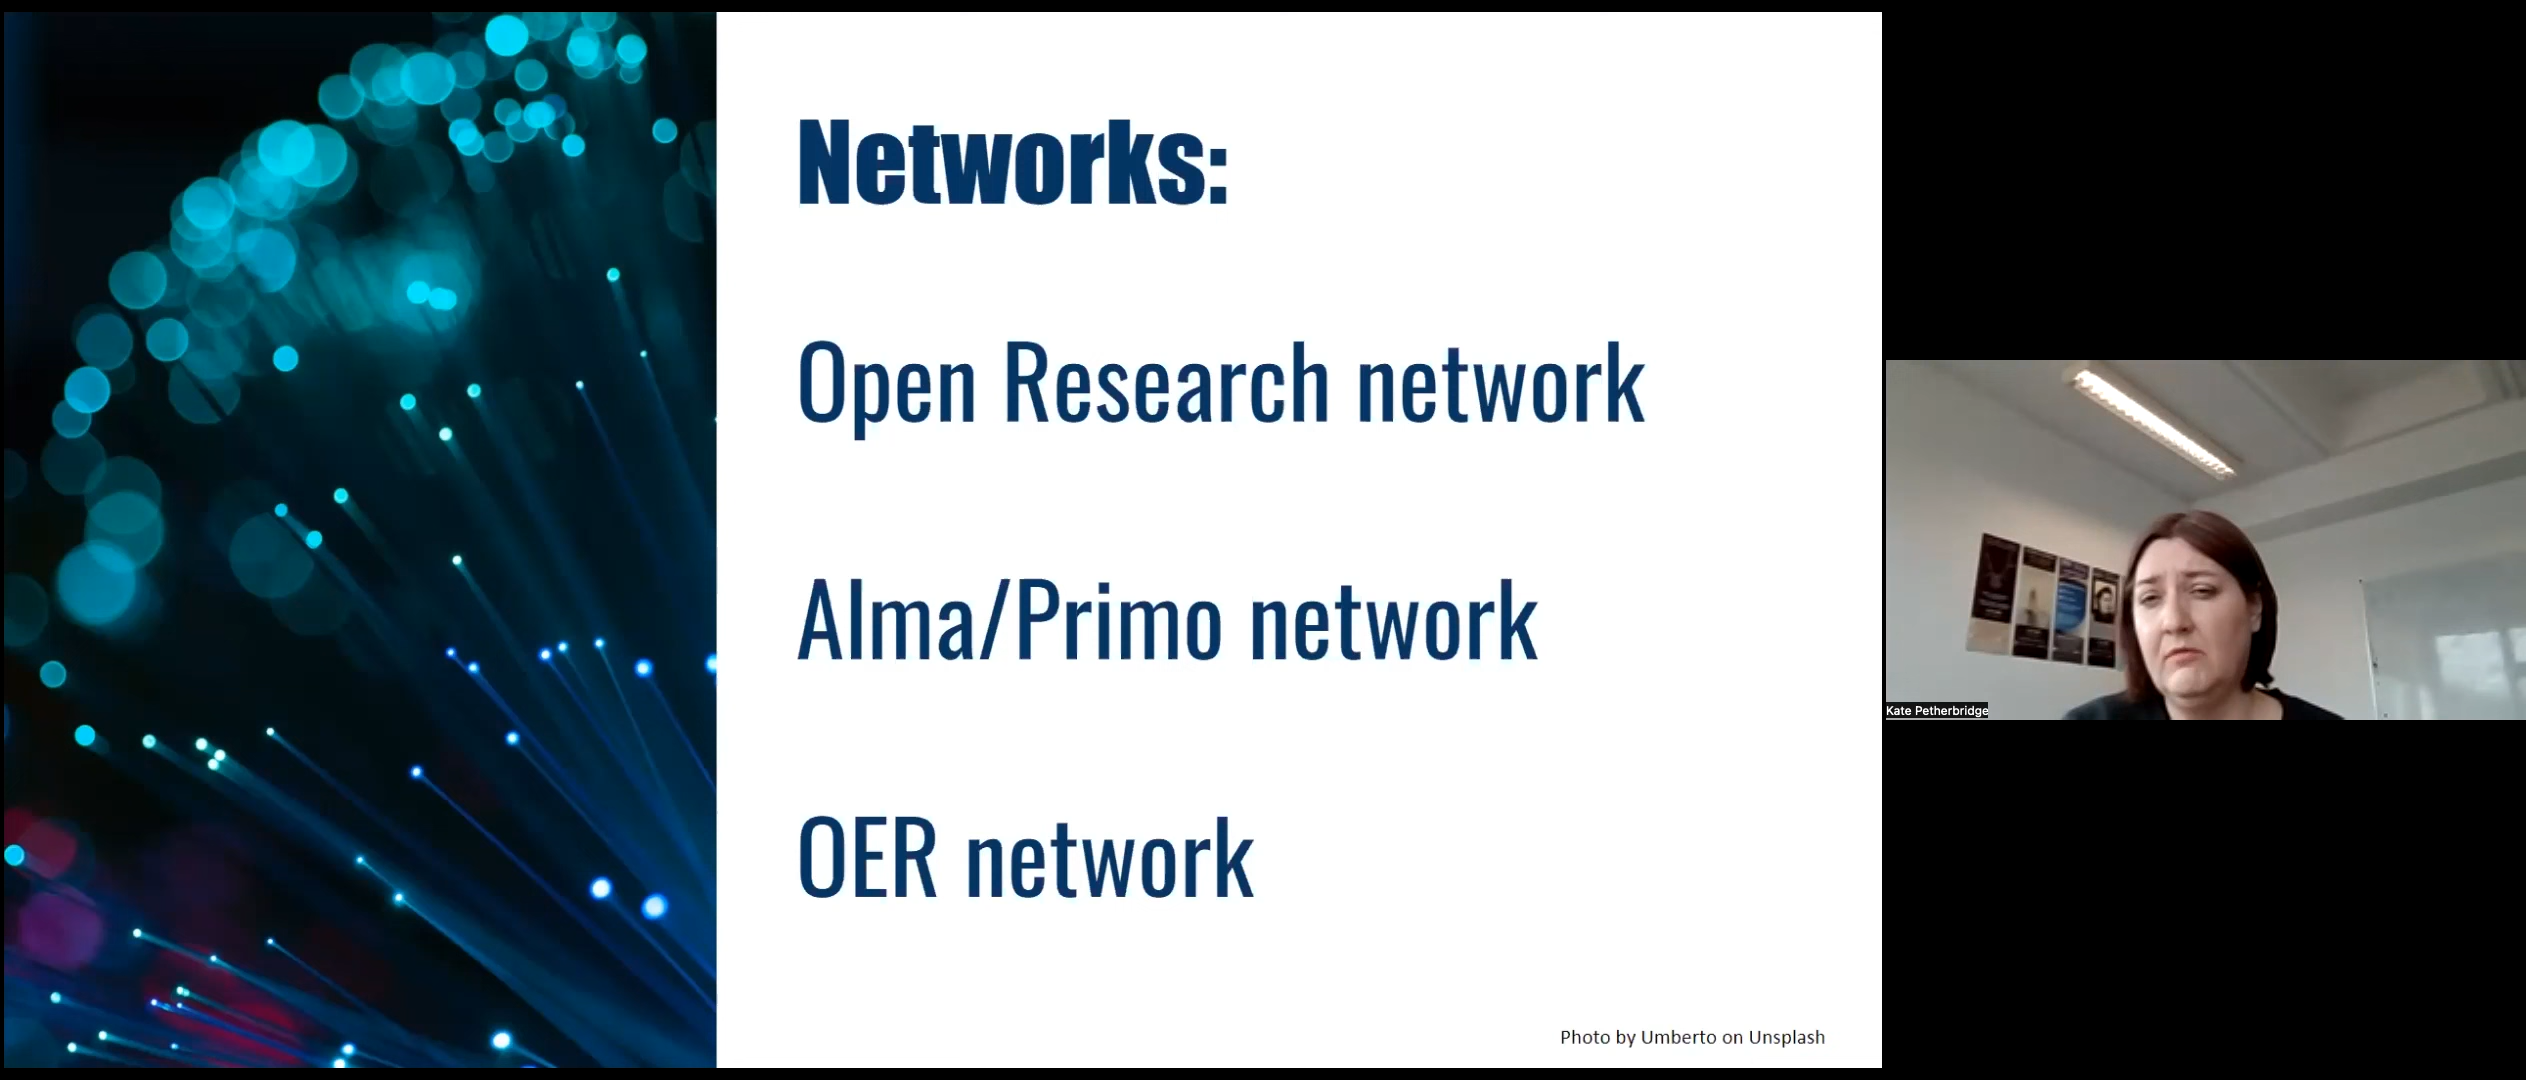 Networks:
Open Research network
Alma/Primo network
OER network
Photo by Umberto on Unsplash
Kate Petherbridge